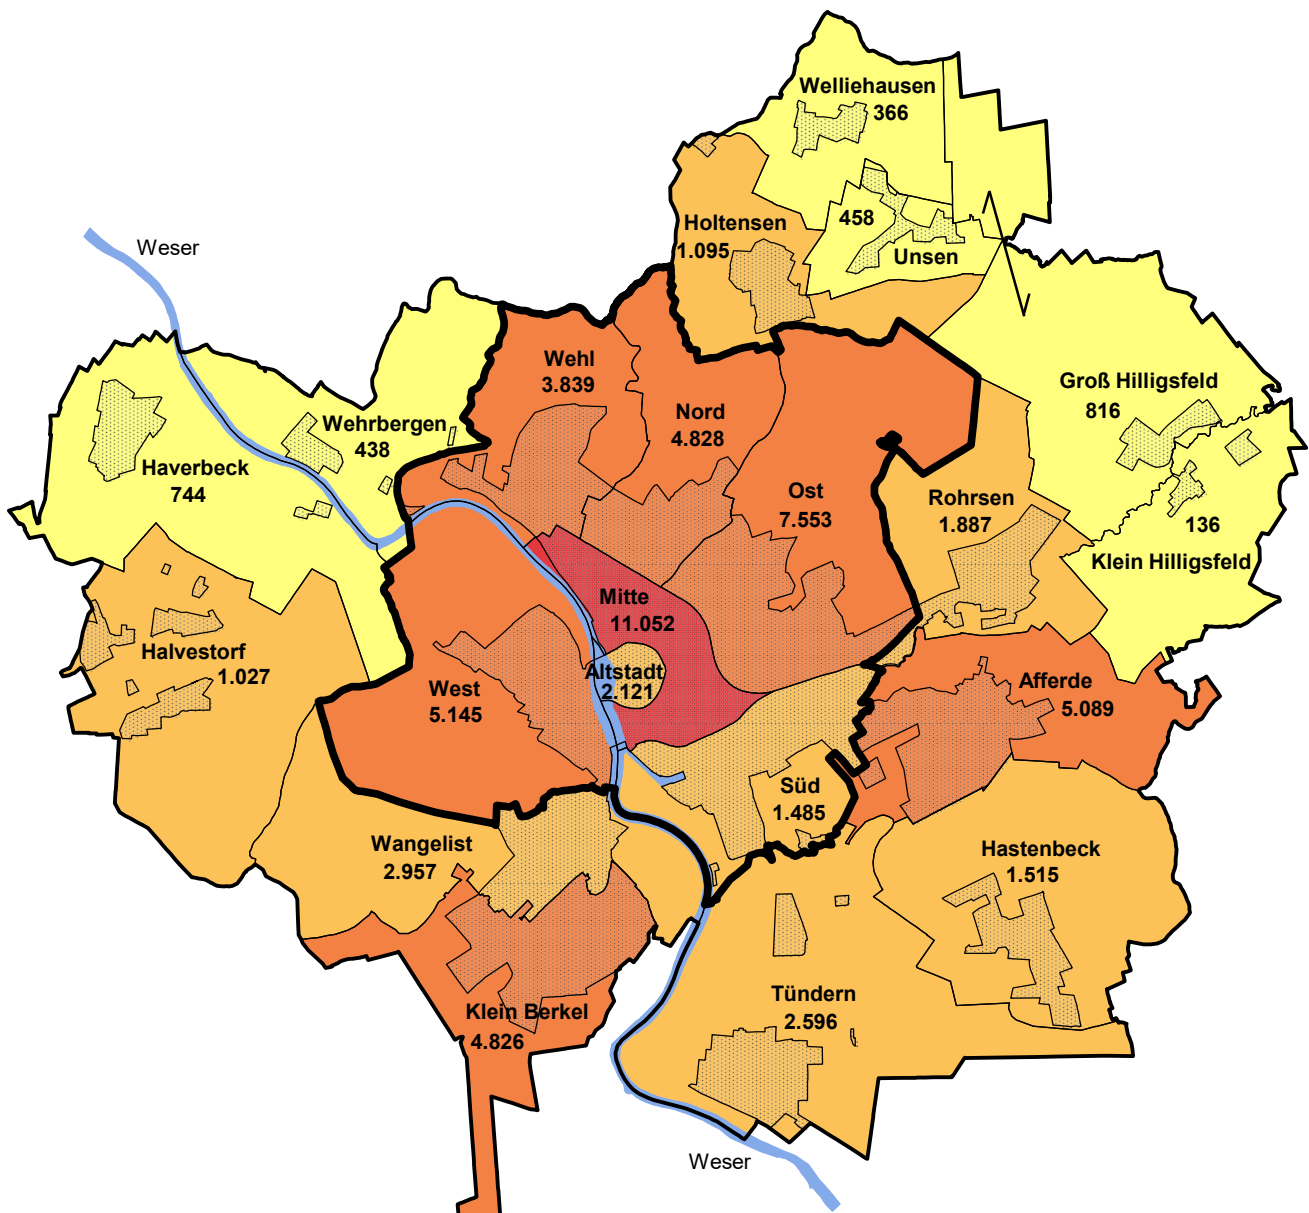 Welliehausen
366
Holtensen
1.095
458
Unsen
Weser
Wehl
3.839
Nord
4.828
Groß Hilligsfeld
816
Wehrbergen
438
Haverbeck
744
Ost
7.553
Rohrsen
1.887
136
Klein Hilligsfeld
Mitte
11.052
Halvestorf
1.027
Altstadt
2.121
West
5.145
Afferde
5.089
Süd
1.485
Wangelist
2.957
Hastenbeck
1.515
Klein Berkel
4.826
Tündern
2.596
Weser